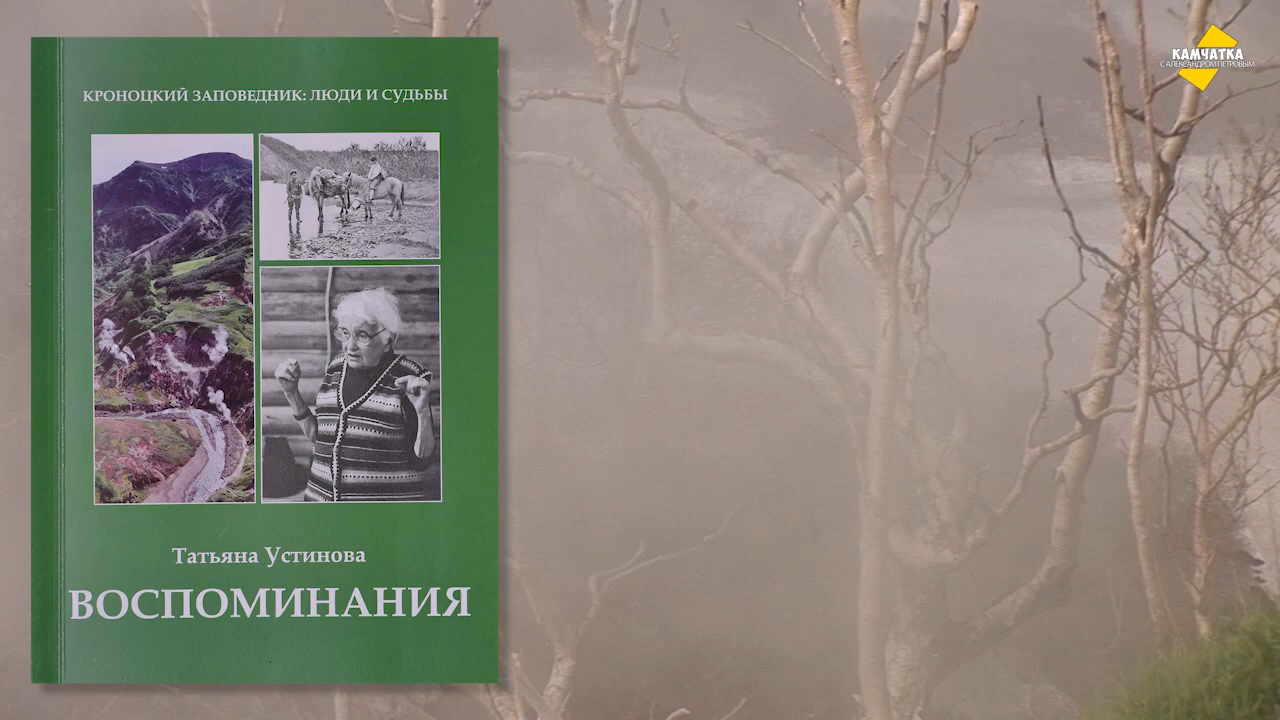 КРОНОЦКИЙ ЗАПОВЕДНИК: ЛЮДИ И СУДЬБЫ
Татьяна Устинова
ВОСПОМИНАНИЯ
КАМЧАТКА
С АЛЕКСАНДРОМ ПЕТРОВЫМ